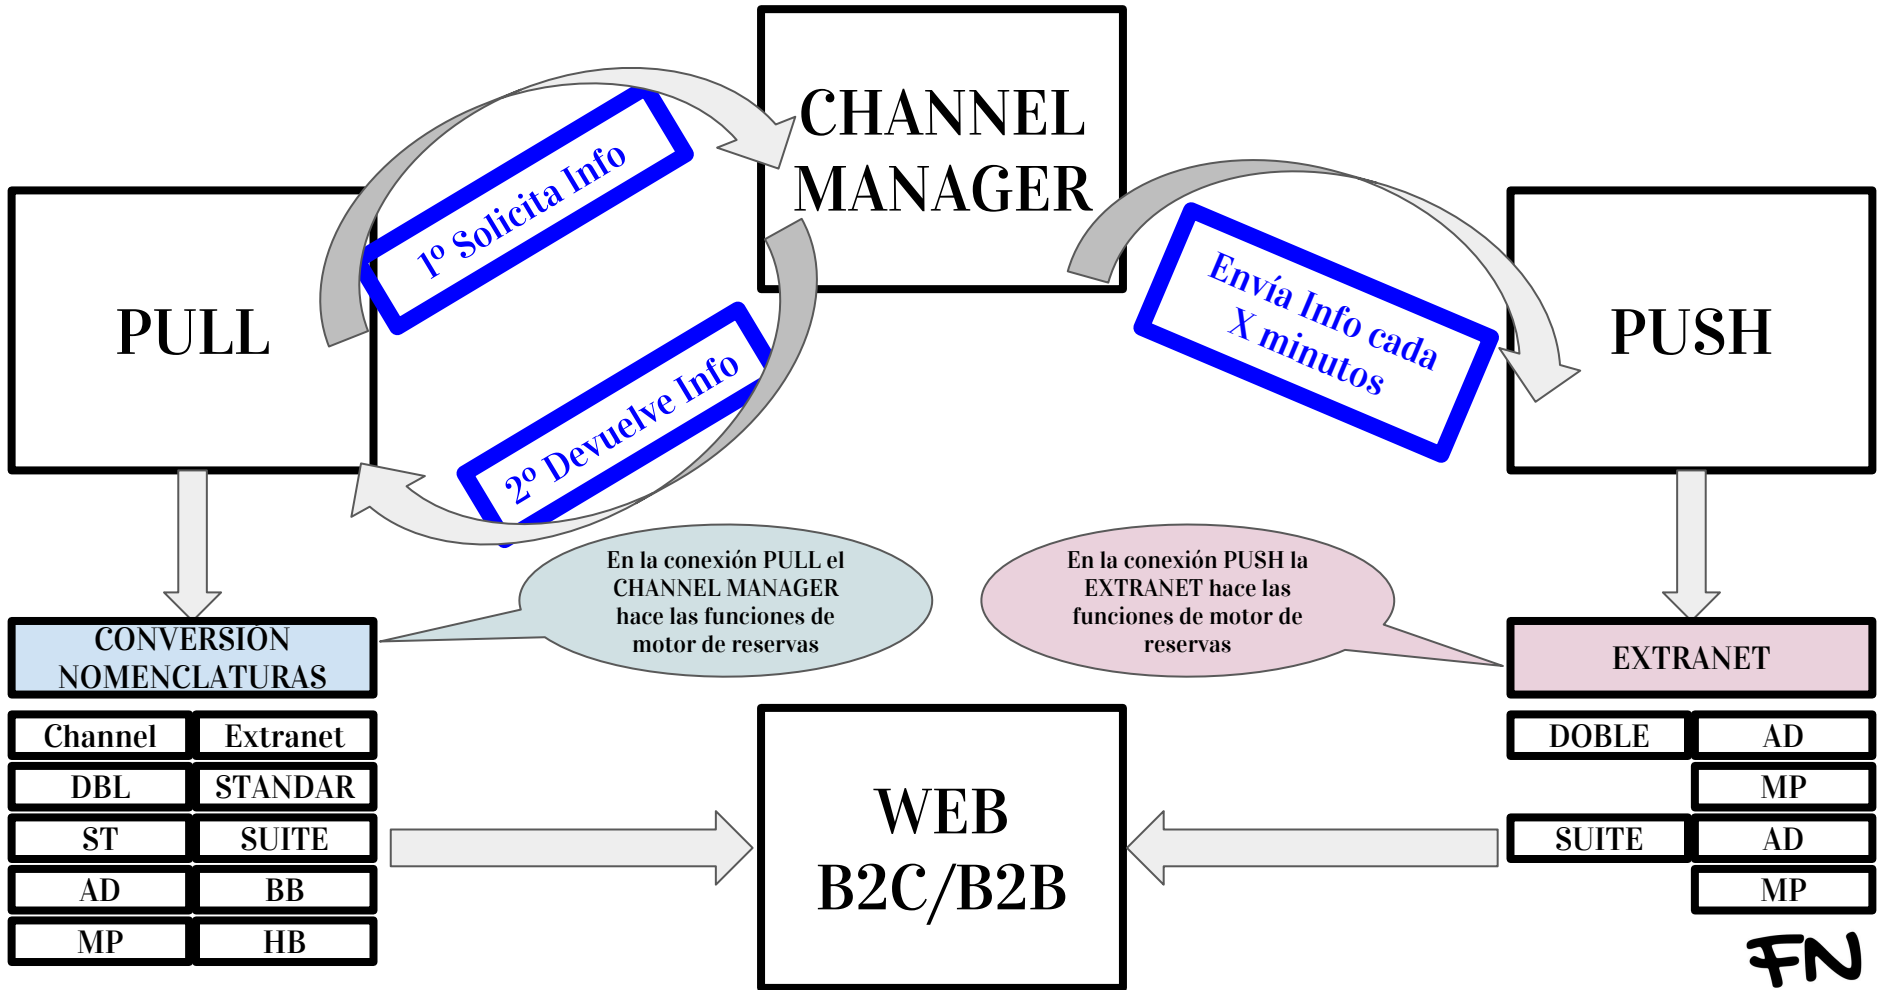 CHANNEL
MANAGER
1º Solicita Info
2º Devuelve Info
Envía Info cada
X minutos
PULL
PUSH
En la conexión PULL el
CHANNEL MANAGER
hace las funciones de
motor de reservas
En la conexión PUSH la
EXTRANET hace las
funciones de motor de
reservas
CONVERSIÓN
NOMENCLATURAS
Channel Extranet
DBL STANDAR
ST SUITE
AD BB
MP HB
WEB
B2C/B2B
EXTRANET
DOBLE AD
MP
SUITE AD
MP
FN